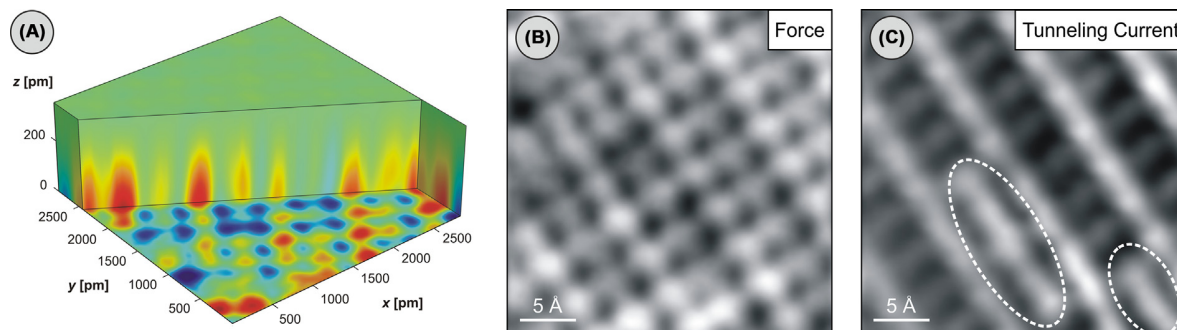 (A)
z [pm]
200
0
2500
2000
1500
1000
500
y [pm]
500
1000
1500
2000
2500
x [pm]
(B)
Force
5 Å
(C)
Tunneling Current
5 Å